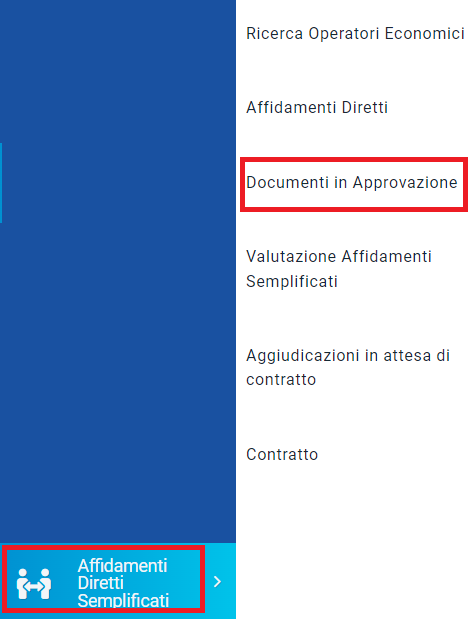 Ricerca Operatori Economici
Affidamenti Diretti
Documenti in Approvazione
Valutazione Affidamenti
Semplificati
Aggiudicazioni in attesa di
contratto
Contratto
Affidamenti
Diretti
Semplificati